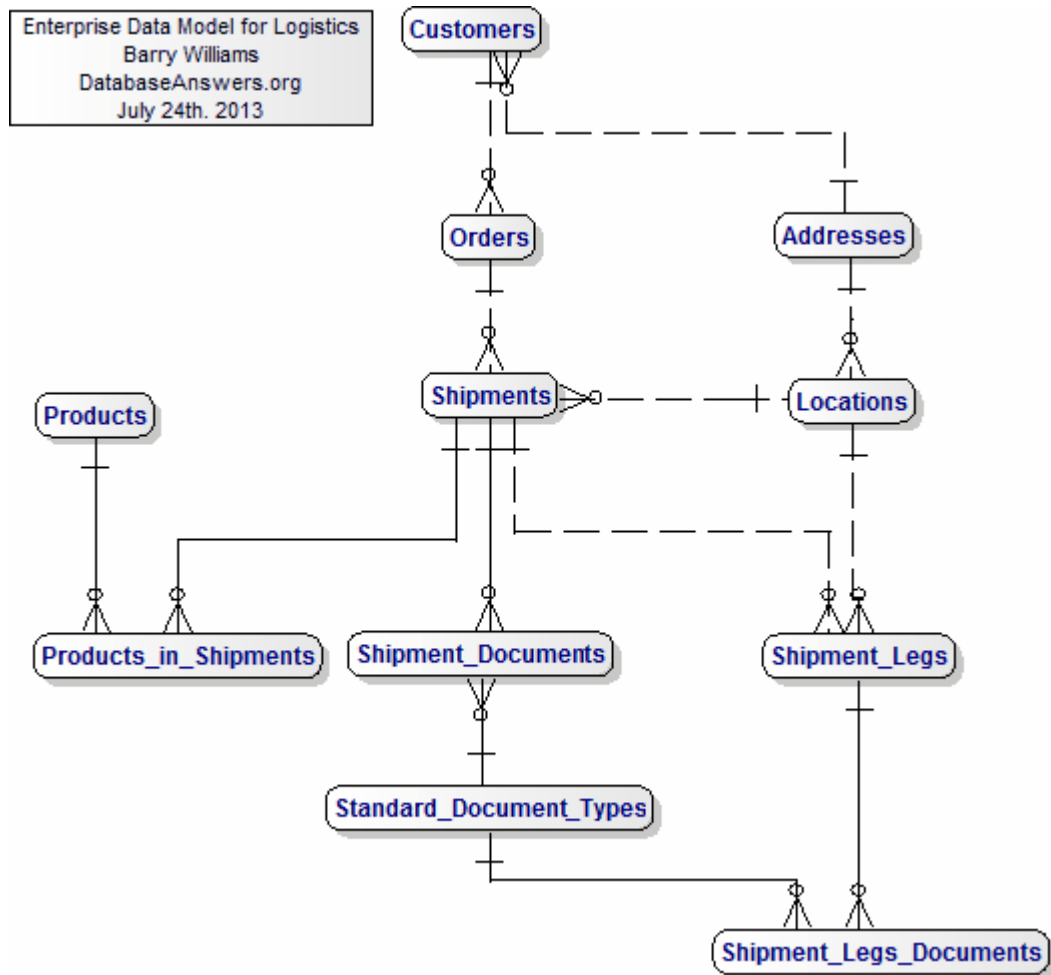 Enterprise Data Model for Logistics
Barry Williams
DatabaseAnswers.org
July 24th. 2013
Customers
Orders
Addresses
Shipments
Locations
Products
Products_in_Shipments
Shipment_Documents
Shipment_Legs
Standard_Document_Types
Shipment_Legs_Documents